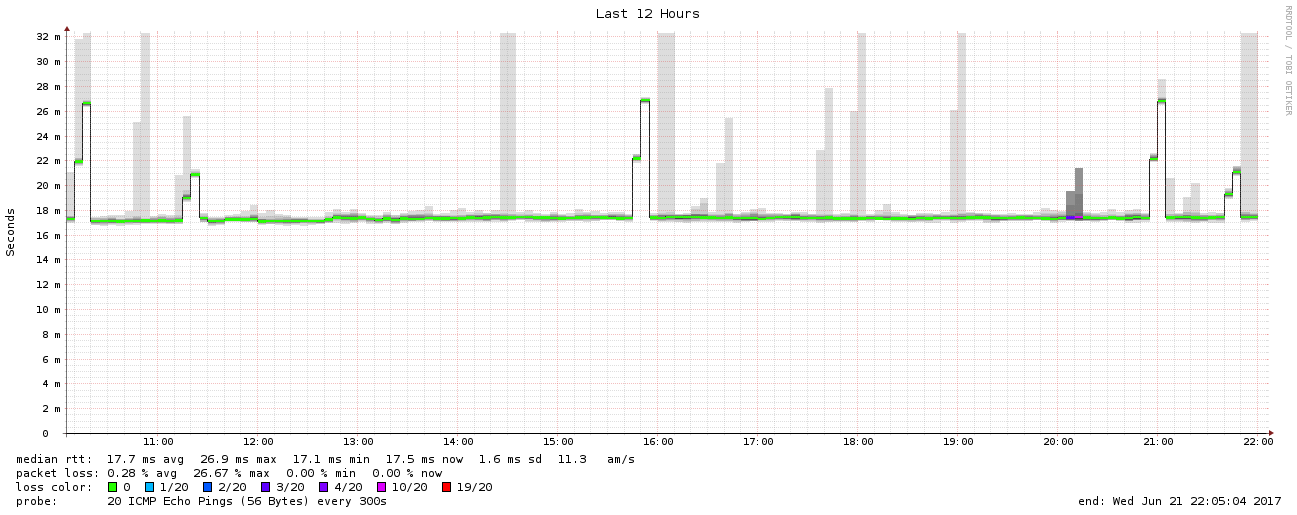 Last 12 Hours
RRDTOOL / TOBI OETIKER
Seconds
32 m
30 m
28 m
26 m
24 m
22 m
20 m
18 m
16 m
14 m
12 m
10 m
8 m
6 m
4 m
2 m
0
11:00 12:00 13:00 14:00 15:00 16:00 17:00 18:00 19:00 20:00 21:00 22:00
median rtt: 17.7 ms avg 26.9 ms max 17.1 ms min 17.5 ms now 1.6 ms sd 11.3 am/s
packet loss: 0.28 % avg 26.67 % max 0.00 % min 0.00 % now
loss color: 0 1/20 2/20 3/20 4/20 10/20 19/20
probe: 20 ICMP Echo Pings (56 Bytes) every 300s end: Wed Jun 21 22:05:04 2017